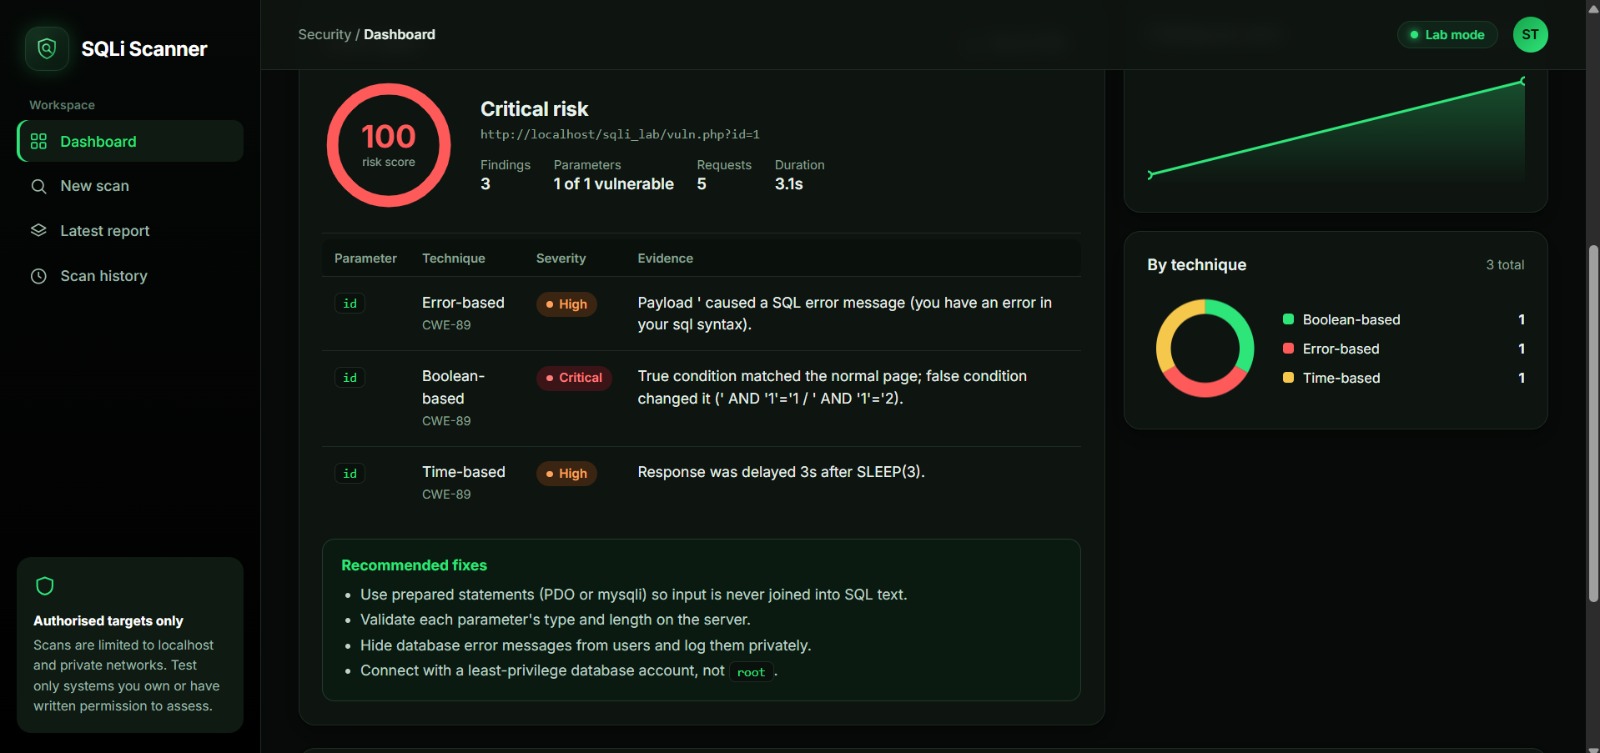 SQLi Scanner
Workspace
Dashboard
New scan
Latest report
Scan history
Authorised targets only
Scans are limited to localhost
and private networks. Test
only systems you own or have
written permission to assess.
Security / Dashboard
Lab mode
ST
100
risk score
Critical risk
http://localhost/sqli_lab/vuln.php?id=1
Findings Parameters Requests Duration
3 1 of 1 vulnerable 5 3.1s
Parameter Technique Severity Evidence
id Error-based High Payload ' caused a SQL error message (you have an error in
CWE-89 your sql syntax).
id Boolean- Critical True condition matched the normal page; false condition
based changed it (' AND '1'='1 / ' AND '1'='2).
CWE-89
id Time-based High Response was delayed 3s after SLEEP(3).
CWE-89
Recommended fixes
• Use prepared statements (PDO or mysqli) so input is never joined into SQL text.
• Validate each parameter's type and length on the server.
• Hide database error messages from users and log them privately.
• Connect with a least-privilege database account, not root.
By technique 3 total
Boolean-based 1
Error-based 1
Time-based 1